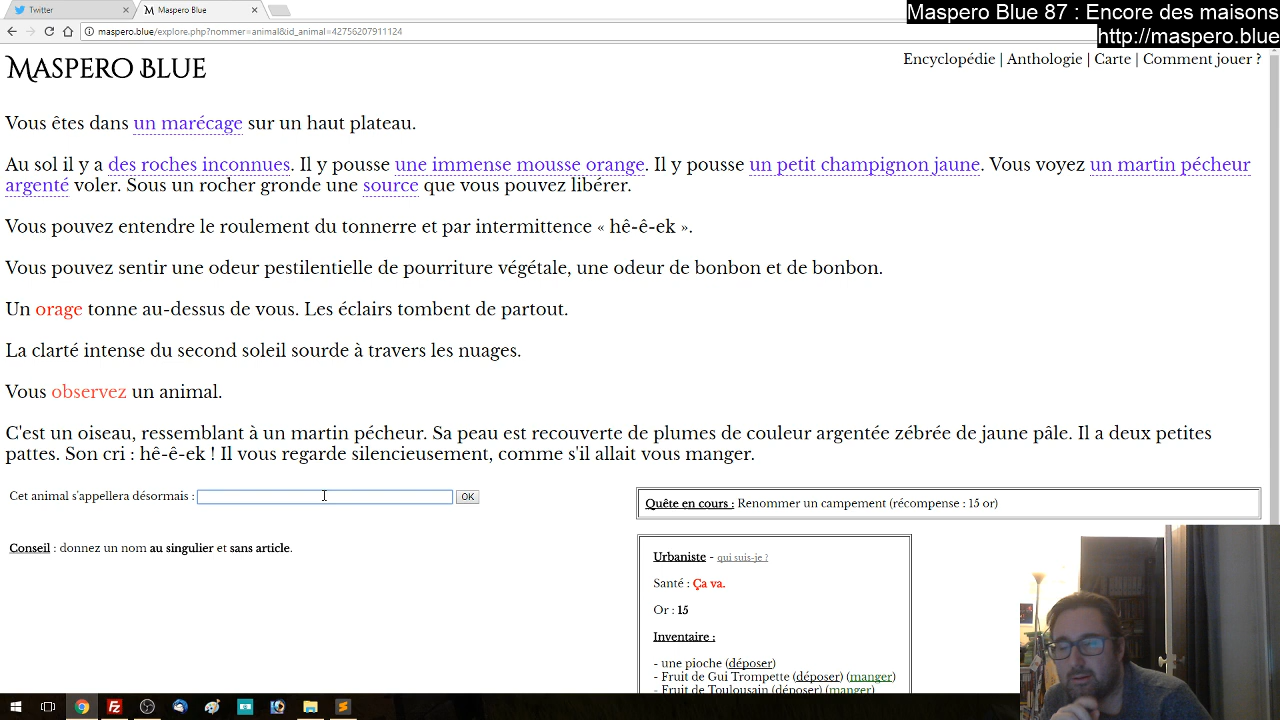 Twitter
Maspero Blue
Maspero Blue 87 : Encore des maisons
http://maspero.blue
maspero.blue/explore.php?nommer=animal&id_animal=42756207911124
Maspero Blue
Encyclopédie | Anthologie | Carte | Comment jouer ?
Vous êtes dans un marécage sur un haut plateau.
Au sol il y a des roches inconnues. Il y pousse une immense mousse orange. Il y pousse un petit champignon jaune. Vous voyez un martin pécheur
argenté voler. Sous un rocher gronde une source que vous pouvez libérer.
Vous pouvez entendre le roulement du tonnerre et par intermittence « hê-ê-ek ».
Vous pouvez sentir une odeur pestilentielle de pourriture végétale, une odeur de bonbon et de bonbon.
Un orage tonne au-dessus de vous. Les éclairs tombent de partout.
La clarté intense du second soleil sourde à travers les nuages.
Vous observez un animal.
C'est un oiseau, ressemblant à un martin pécheur. Sa peau est recouverte de plumes de couleur argentée zébrée de jaune pâle. Il a deux petites
pattes. Son cri : hê-ê-ek ! Il vous regarde silencieusement, comme s'il allait vous manger.
Cet animal s'appellera désormais :
OK
Quête en cours : Renommer un campement (récompense : 15 or)
Conseil : donnez un nom au singulier et sans article.
Urbaniste - qui suis-je ?
Santé : Ça va.
Or : 15
Inventaire :
- une pioche (déposer)
- Fruit de Gui Trompette (déposer) (manger)
- Fruit de Toulousain (déposer) (manger)